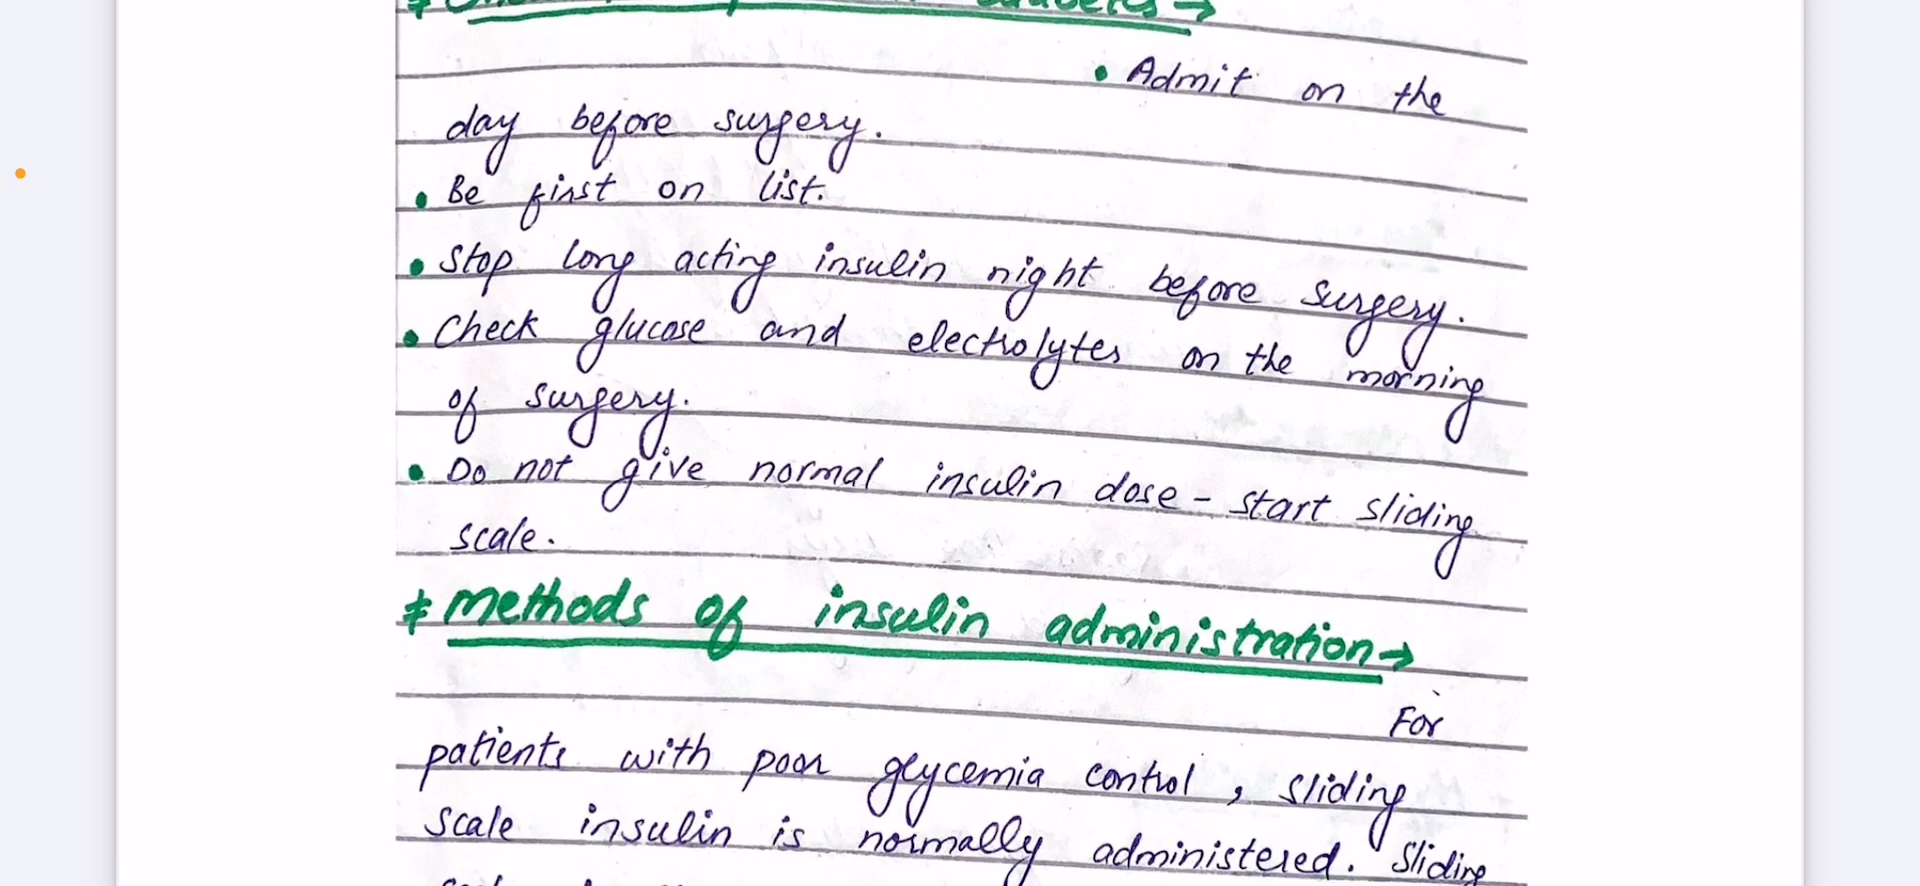 diabetes →
• Admit on the
day before surgery.
• Be first on list.
• Stop long acting insulin night before surgery.
• Check glucose and electrolytes on the morning
of surgery.
• Do not give normal insulin dose - start sliding
scale.
* methods of insulin administration →
For
patients with poor glycemia control, sliding
scale insulin is normally administered. Sliding